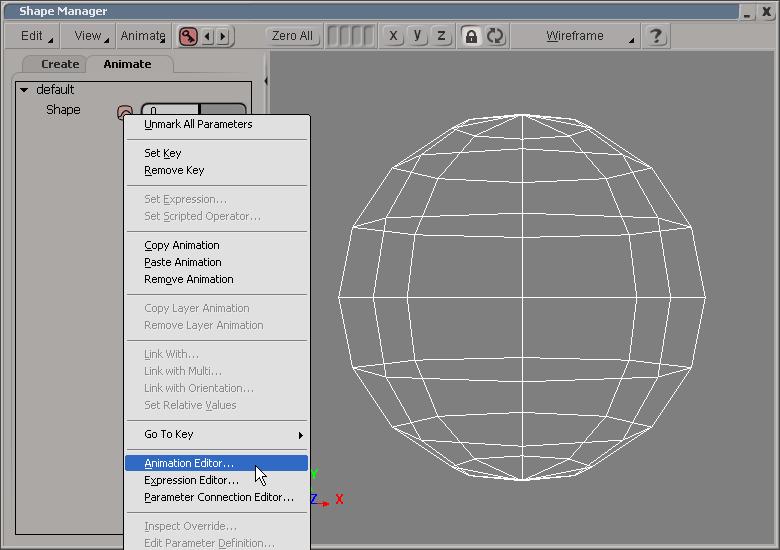 Shape Manager
Edit View Animate Zero All X Y Z Wireframe ?
Create Animate
default
Shape 0
Unmark All Parameters
Set Key
Remove Key
Set Expression...
Set Scripted Operator...
Copy Animation
Paste Animation
Remove Animation
Copy Layer Animation
Remove Layer Animation
Link With...
Link with Multi...
Link with Orientation...
Set Relative Values
Go To Key
Animation Editor...
Expression Editor...
Parameter Connection Editor...
Inspect Override...
Edit Parameter Definition...
Y
Z X